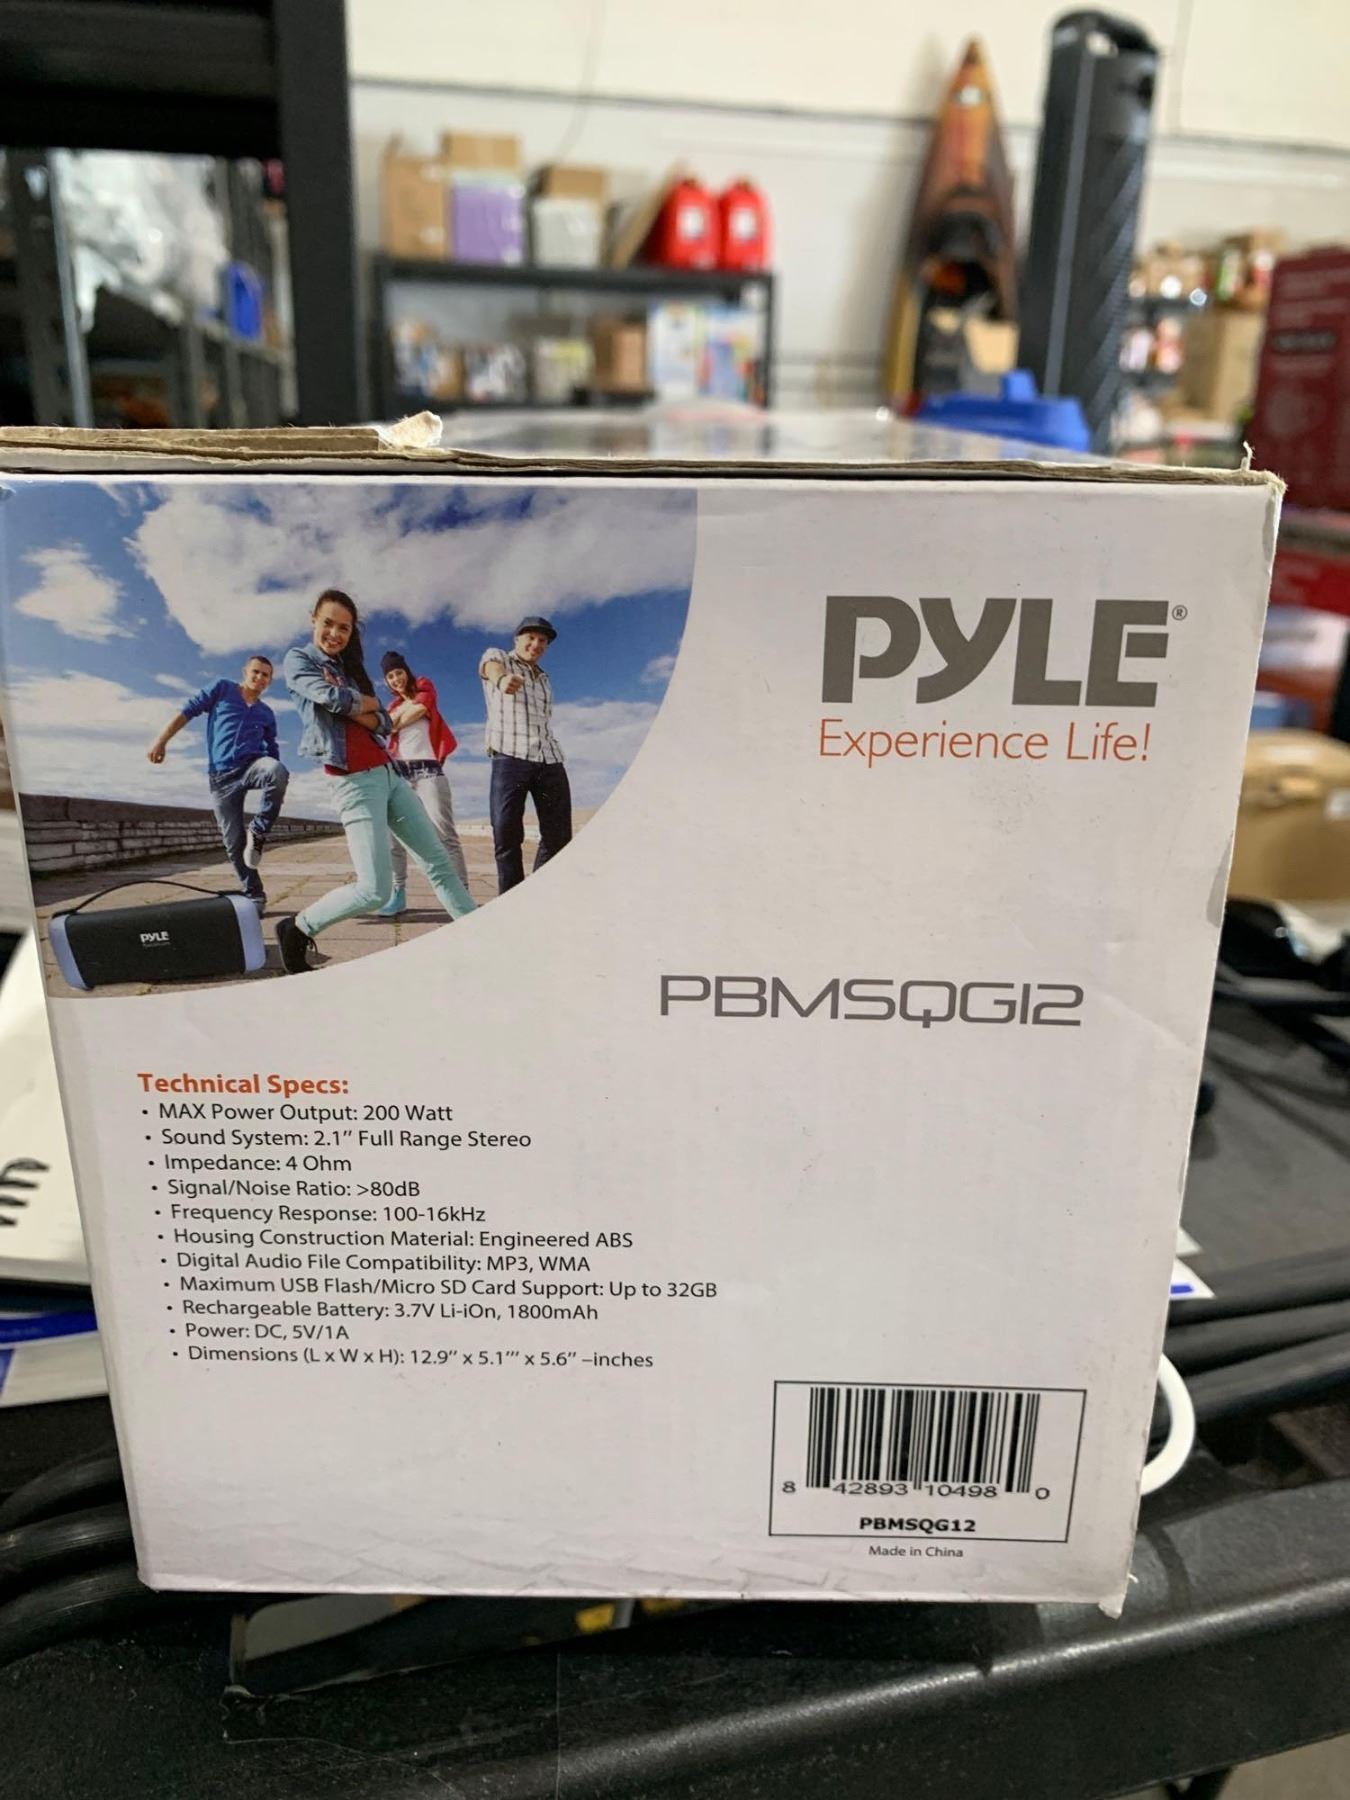 PYLE®
Experience Life!
PYLE
PBMSQG12
Technical Specs:
• MAX Power Output: 200 Watt
• Sound System: 2.1” Full Range Stereo
• Impedance: 4 Ohm
• Signal/Noise Ratio: >80dB
• Frequency Response: 100-16kHz
• Housing Construction Material: Engineered ABS
• Digital Audio File Compatibility: MP3, WMA
• Maximum USB Flash/Micro SD Card Support: Up to 32GB
• Rechargeable Battery: 3.7V Li-iOn, 1800mAh
• Power: DC, 5V/1A
• Dimensions (L x W x H): 12.9” x 5.1”’ x 5.6” –inches
8 42893 10498 0
PBMSQG12
Made in China